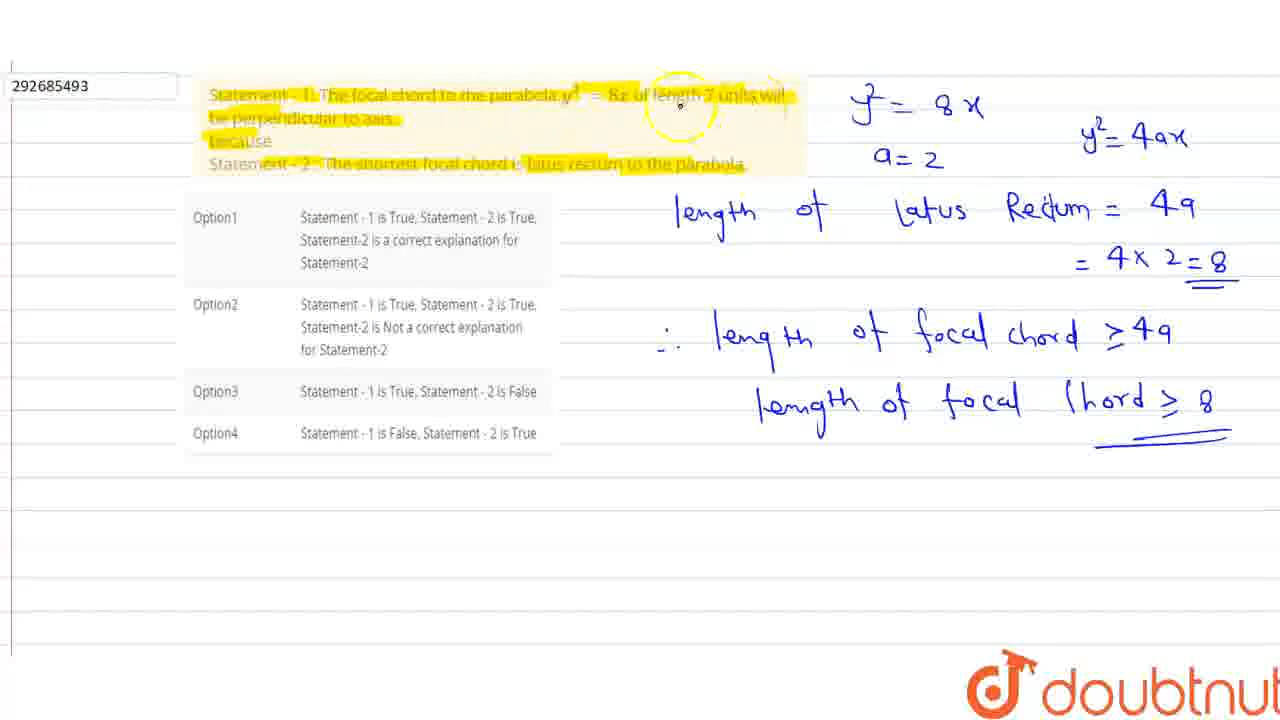 292685493
Statement - 1: The focal chord to the parabola y² = 8x of length 7 units will
be perpendicular to axis.
because
Statement - 2 : The shortest focal chord is latus rectum to the parabola.
Option1 Statement - 1 is True, Statement - 2 is True,
Statement-2 is a correct explanation for
Statement-2
Option2 Statement - 1 is True, Statement - 2 is True,
Statement-2 is Not a correct explanation
for Statement-2
Option3 Statement - 1 is True, Statement - 2 is False
Option4 Statement - 1 is False, Statement - 2 is True
y² = 8x
a = 2
y² = 4ax
length of Latus Rectum = 4a
= 4 × 2 = 8
∴ length of focal chord ≥ 4a
length of focal Chord ≥ 8
doubtnut